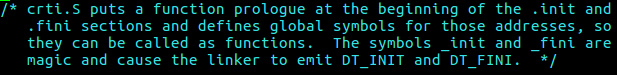 /* crti.S puts a function prologue at the beginning of the .init and
.fini sections and defines global symbols for those addresses, so
they can be called as functions.  The symbols _init and _fini are
magic and cause the linker to emit DT_INIT and DT_FINI.  */